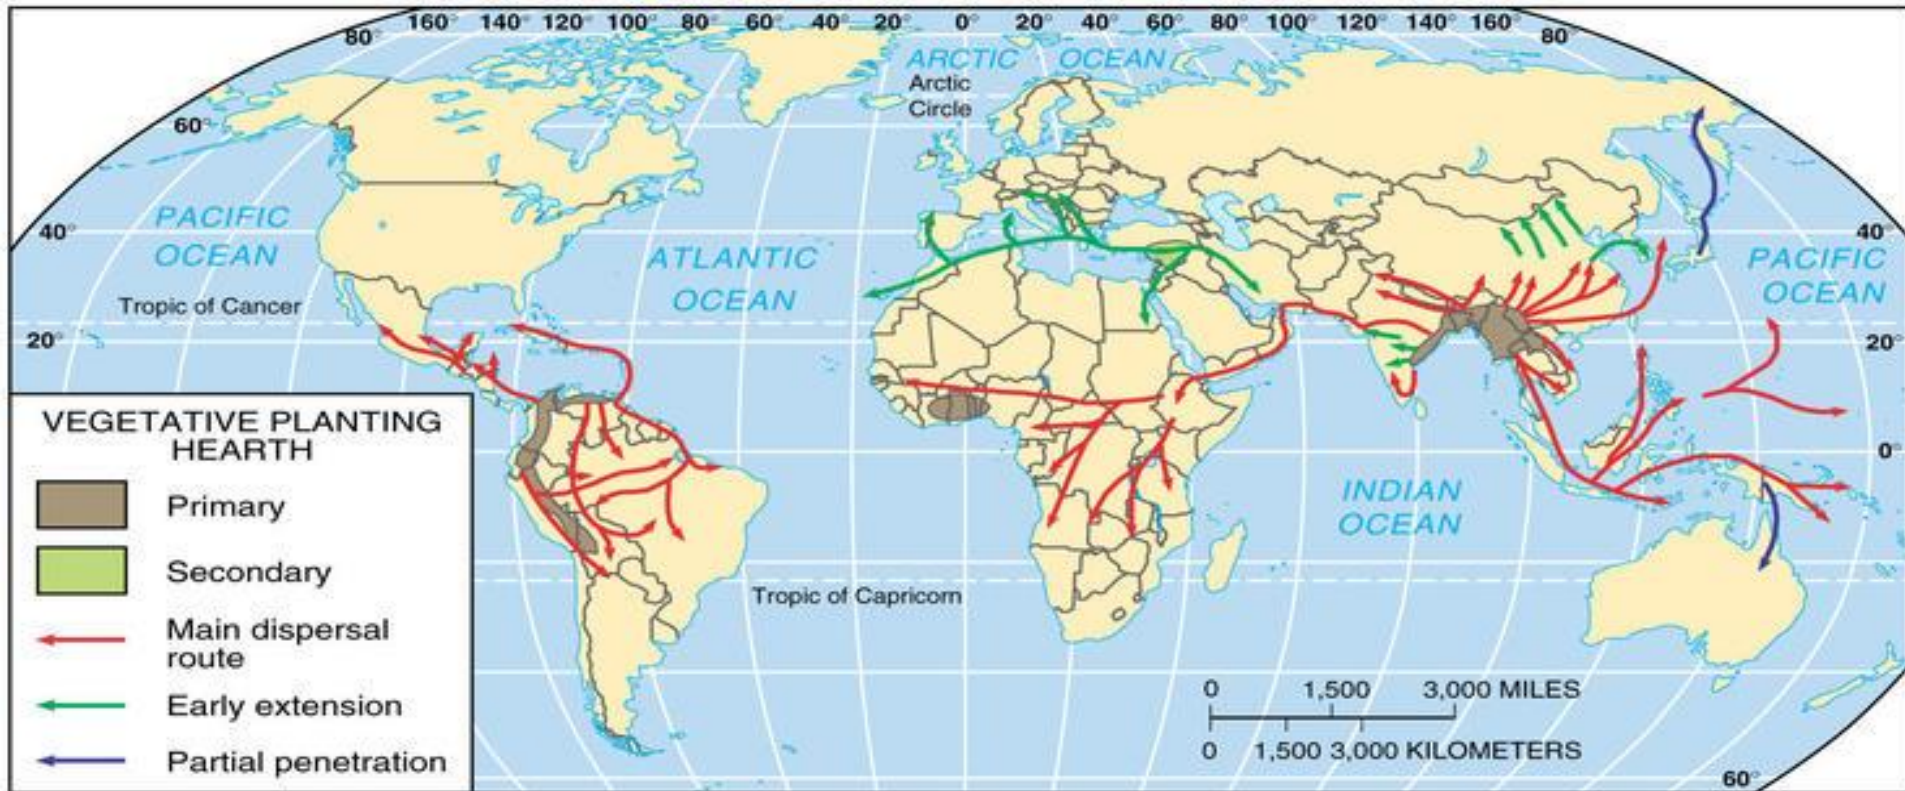 160° 140° 120° 100° 80° 60° 40° 20° 0° 20° 40° 60° 80° 100° 120° 140° 160°
80° 80°
ARCTIC OCEAN
Arctic
Circle
60°
PACIFIC
OCEAN
40° 40°
ATLANTIC
OCEAN
PACIFIC
OCEAN
Tropic of Cancer
20° 20°
0°
INDIAN
OCEAN
Tropic of Capricorn
VEGETATIVE PLANTING
HEARTH
Primary
Secondary
Main dispersal
route
Early extension
Partial penetration
0 1,500 3,000 MILES
0 1,500 3,000 KILOMETERS
60°